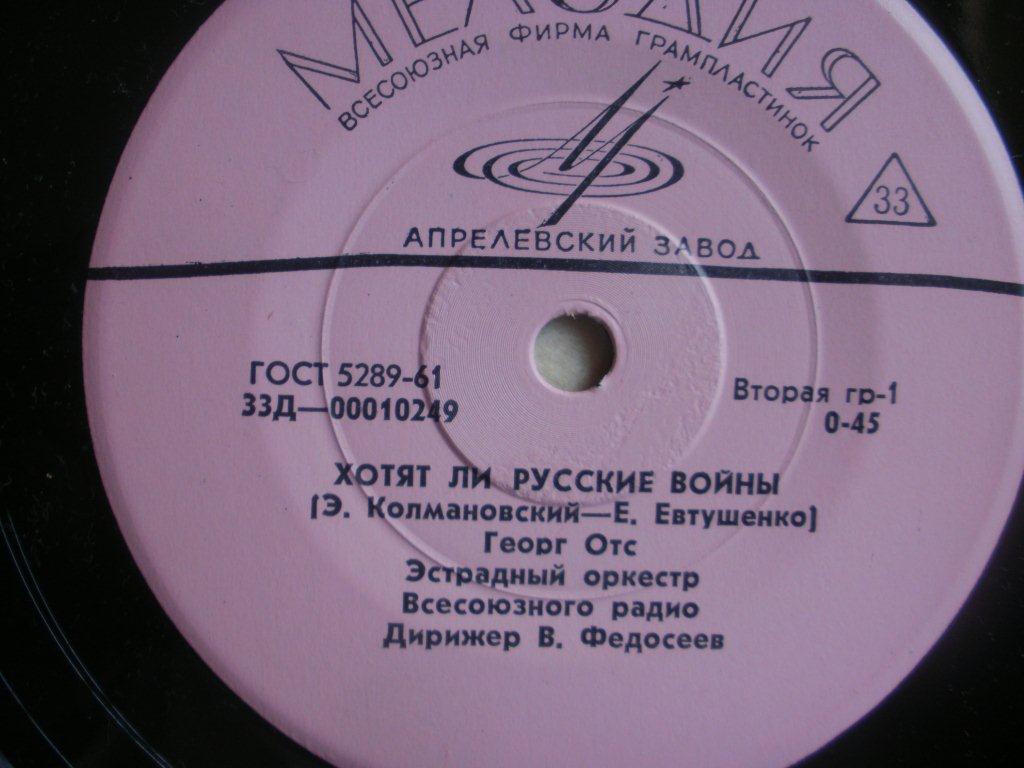 МЕЛОДИЯ
ВСЕСОЮЗНАЯ ФИРМА ГРАМПЛАСТИНОК
33
АПРЕЛЕВСКИЙ ЗАВОД
ГОСТ 5289-61
33Д—00010249
Вторая гр-1
0-45
ХОТЯТ ЛИ РУССКИЕ ВОЙНЫ
(Э. Колмановский—Е. Евтушенко)
Георг Отс
Эстрадный оркестр
Всесоюзного радио
Дирижер В. Федосеев